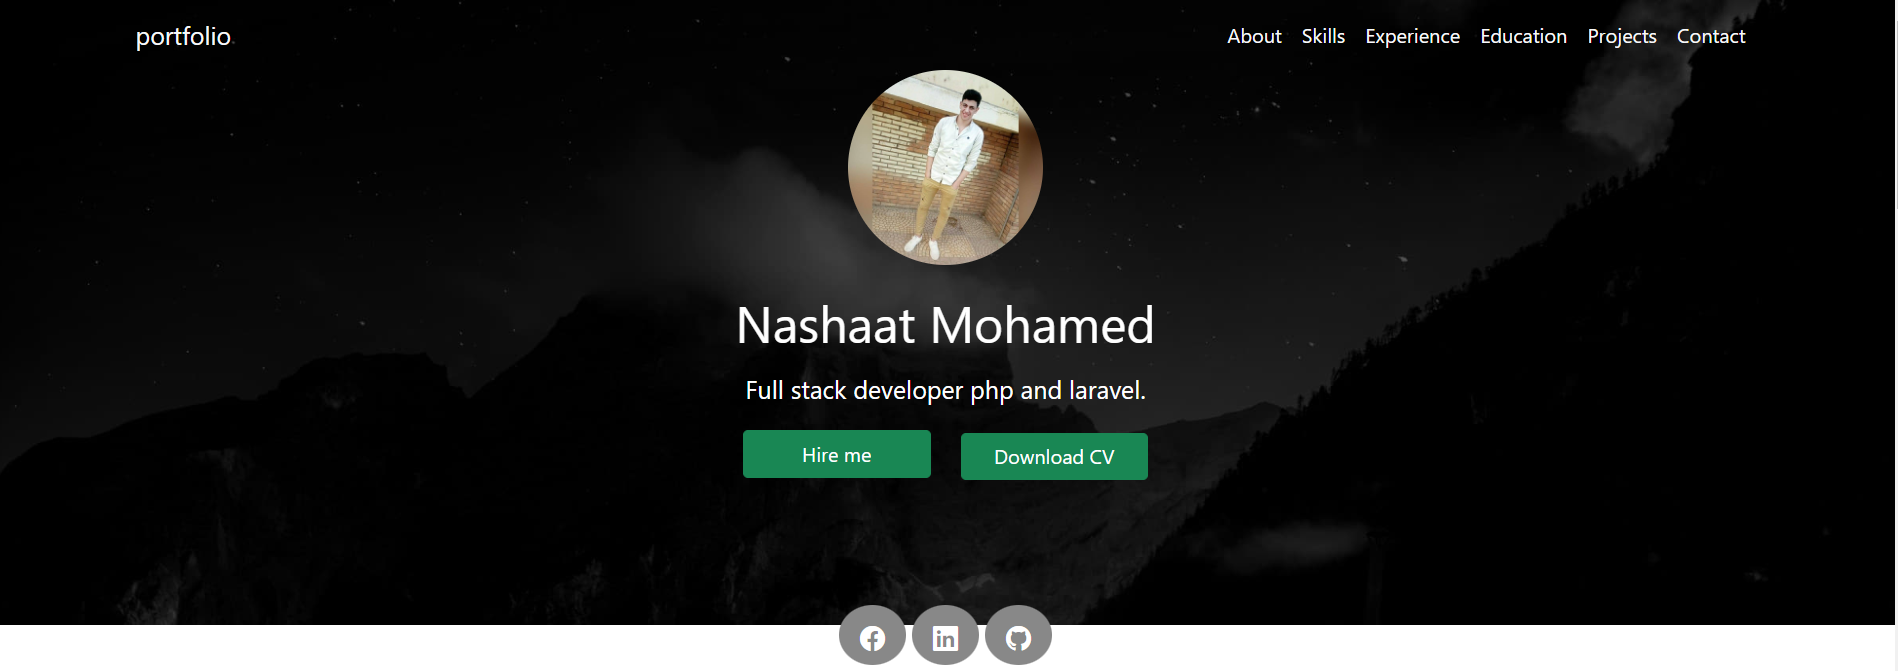 portfolio.
About Skills Experience Education Projects Contact
Nashaat Mohamed
Full stack developer php and laravel.
Hire me
Download CV
in